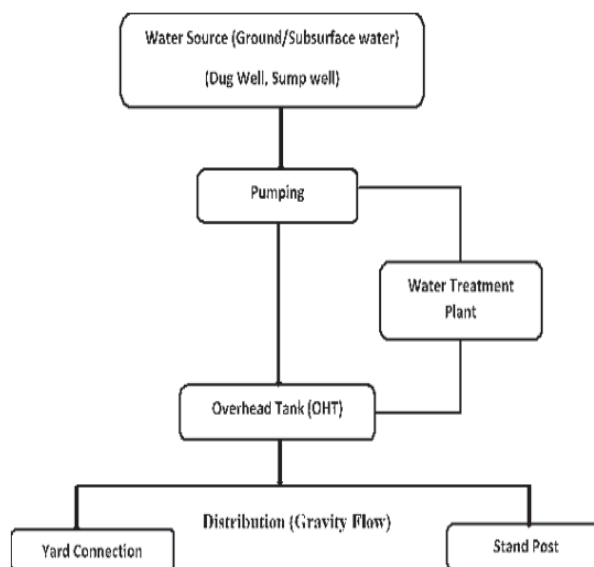 Water Source (Ground/Subsurface water)
(Dug Well, Sump well)
Pumping
Water Treatment
Plant
Overhead Tank (OHT)
Distribution (Gravity Flow)
Yard Connection
Stand Post